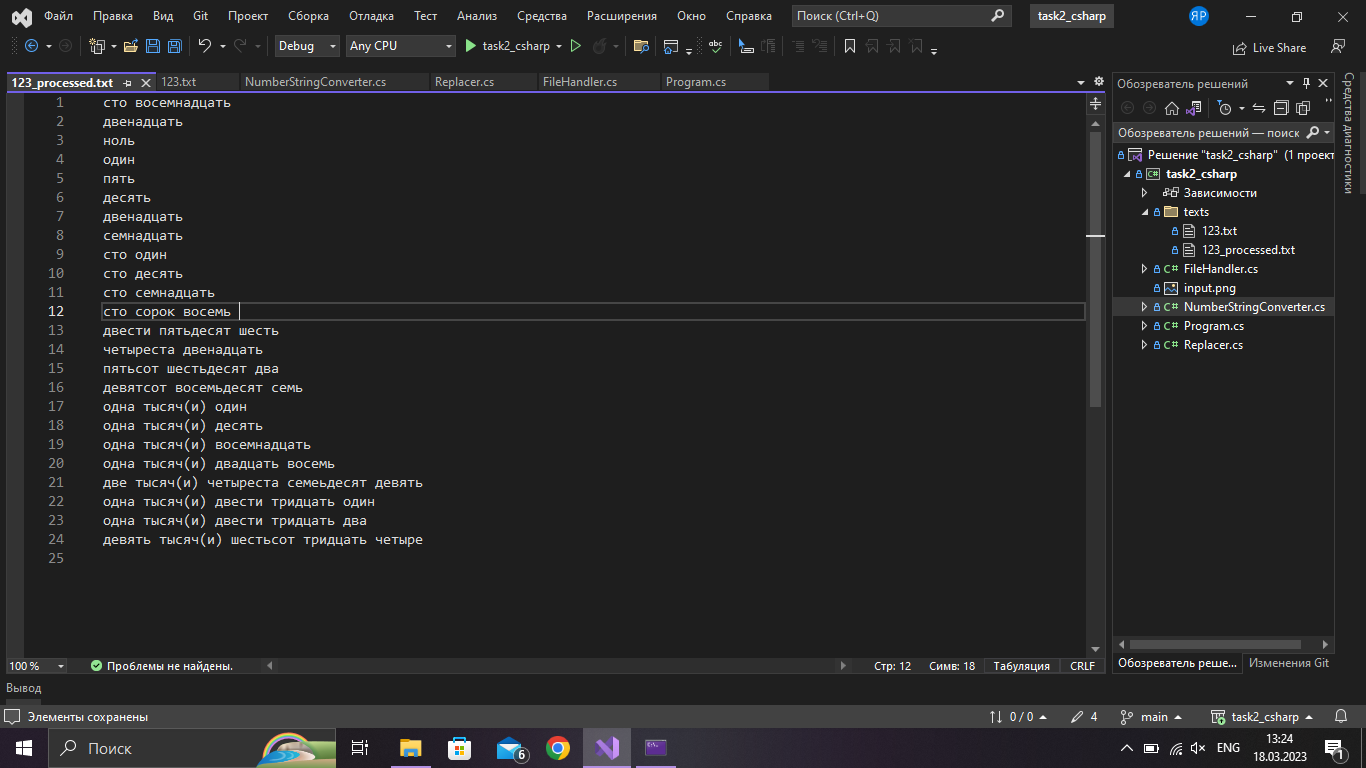 Файл Правка Вид Git Проект Сборка Отладка Тест Анализ Средства Расширения Окно Справка Поиск (Ctrl+Q) task2_csharp ЯР
Debug Any CPU task2_csharp Live Share
123_processed.txt 123.txt NumberStringConverter.cs Replacer.cs FileHandler.cs Program.cs
1 сто восемнадцать
2 двенадцать
3 ноль
4 один
5 пять
6 десять
7 двенадцать
8 семнадцать
9 сто один
10 сто десять
11 сто семнадцать
12 сто сорок восемь
13 двести пятьдесят шесть
14 четыреста двенадцать
15 пятьсот шестьдесят два
16 девятсот восемьдесят семь
17 одна тысяч(и) один
18 одна тысяч(и) десять
19 одна тысяч(и) восемнадцать
20 одна тысяч(и) двадцать восемь
21 две тысяч(и) четыреста семеьдесят девять
22 одна тысяч(и) двести тридцать один
23 одна тысяч(и) двести тридцать два
24 девять тысяч(и) шестьсот тридцать четыре
25
100 % Проблемы не найдены. Стр: 12 Симв: 18 Табуляция CRLF
Обозреватель решений
Обозреватель решений — поиск
Решение "task2_csharp" (1 проект
task2_csharp
Зависимости
texts
123.txt
123_processed.txt
FileHandler.cs
input.png
NumberStringConverter.cs
Program.cs
Replacer.cs
Обозреватель реше... Изменения Git
Средства диагностики
Вывод
Элементы сохранены 0 / 0 4 main task2_csharp
Поиск 6 ENG 13:24
18.03.2023 1